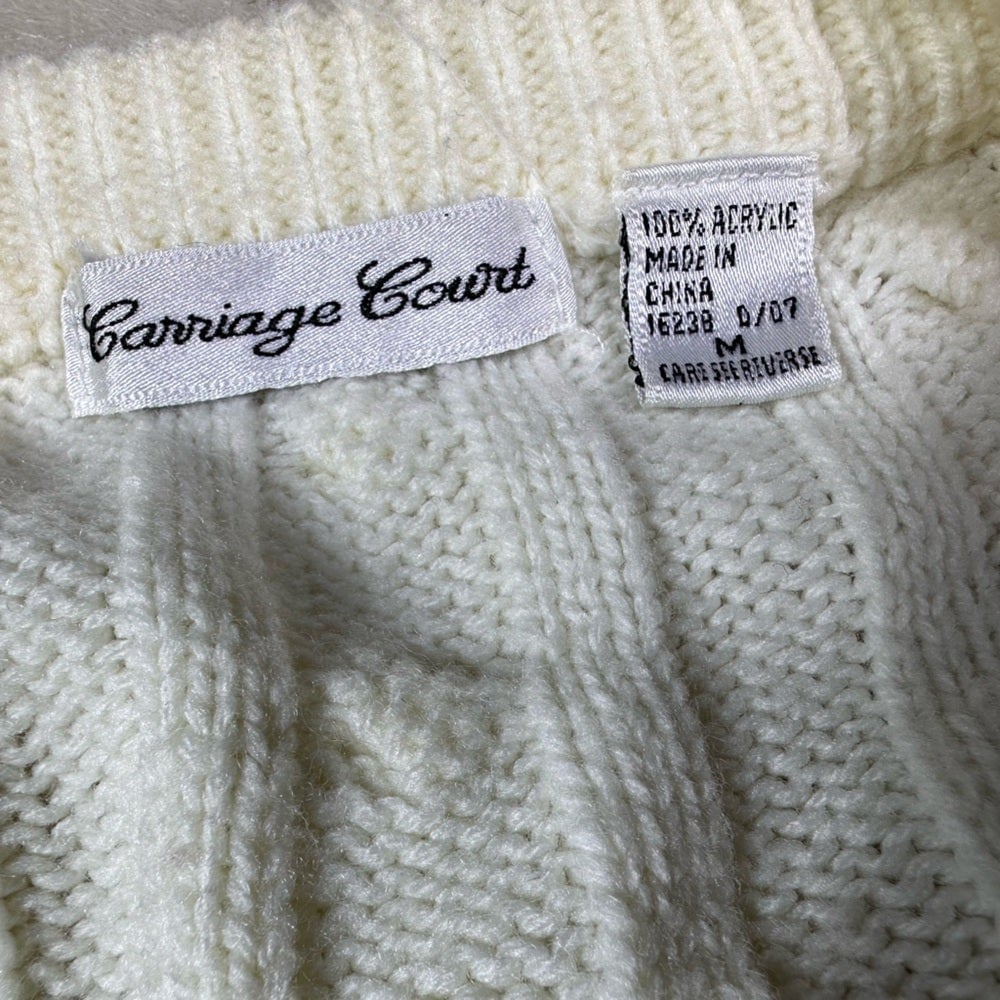 Carriage Court
100% ACRYLIC
MADE IN
CHINA
16238 0/07
M
CARE SEE REVERSE